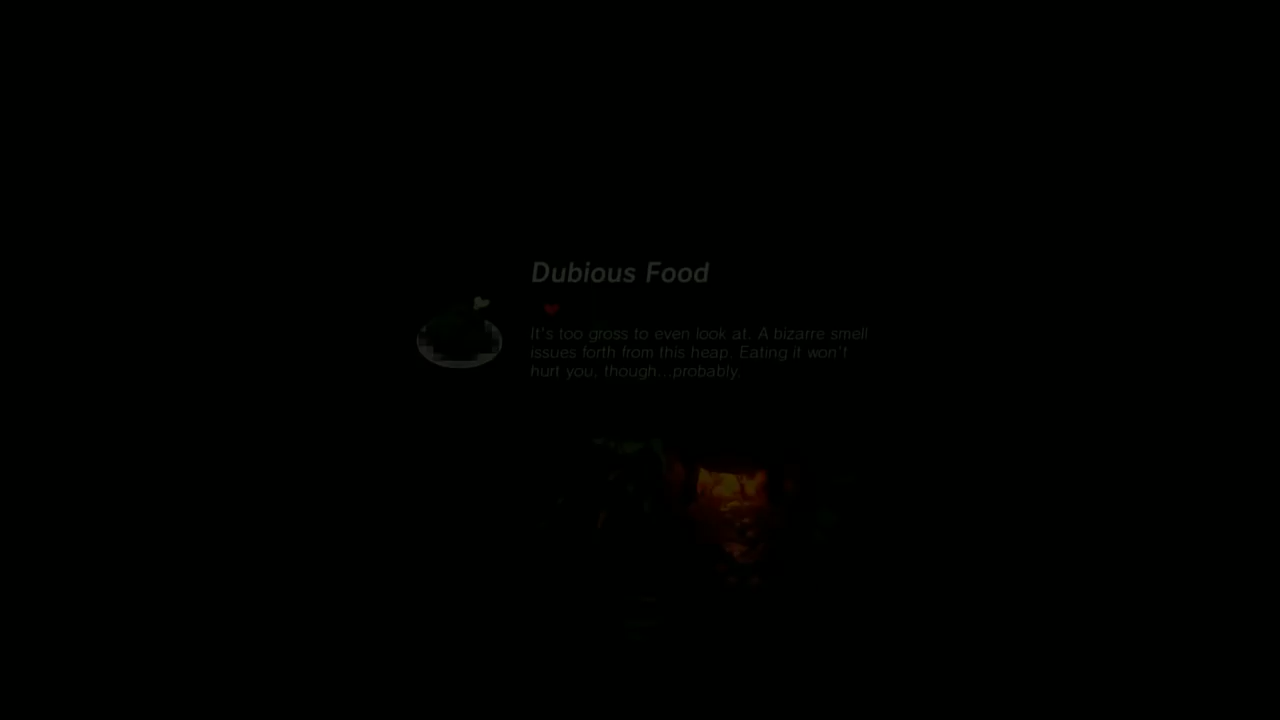 Dubious Food
It's too gross to even look at. A bizarre smell
issues forth from this heap. Eating it won't
hurt you, though...probably.